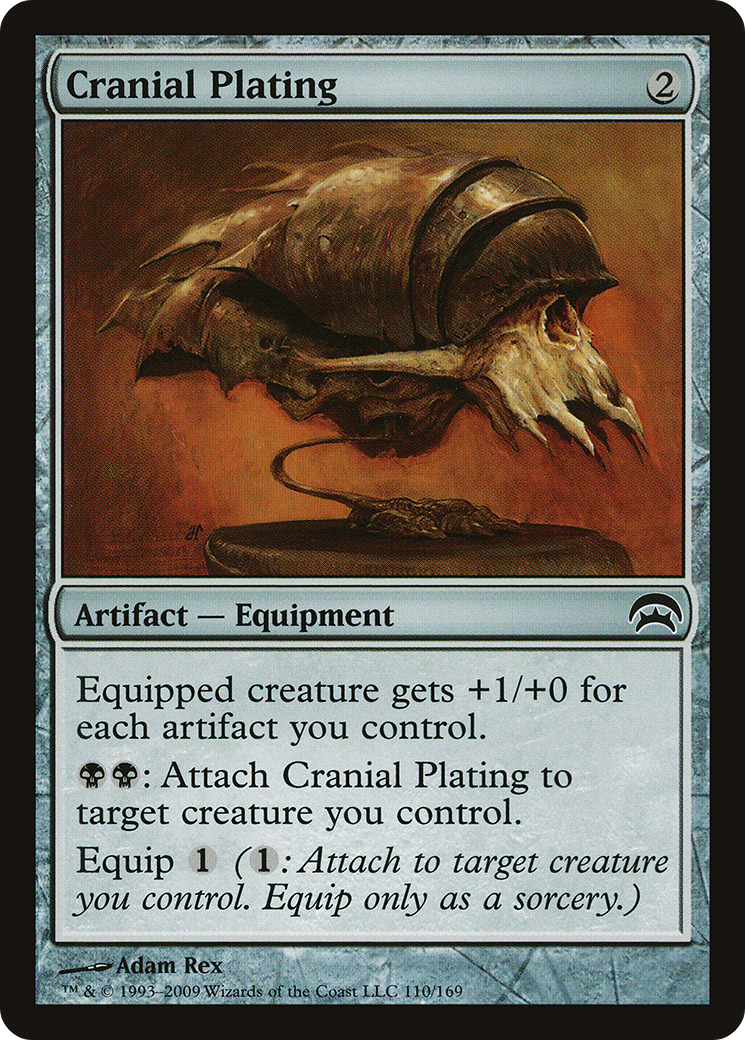 Cranial Plating 2
Artifact — Equipment
Equipped creature gets +1/+0 for
each artifact you control.
: Attach Cranial Plating to
target creature you control.
Equip 1 (1: Attach to target creature
you control. Equip only as a sorcery.)
Adam Rex
™ & © 1993–2009 Wizards of the Coast LLC 110/169